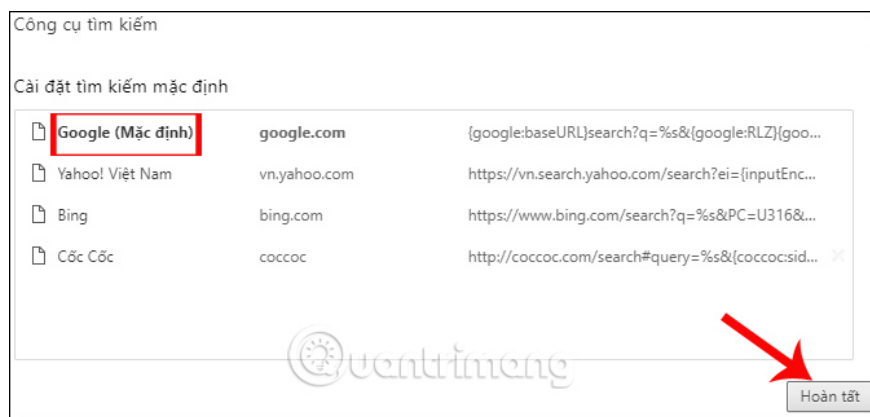 Công cụ tìm kiếm
Cài đặt tìm kiếm mặc định
Google (Mặc định) google.com {google:baseURL}search?q=%s&{google:RLZ}{goo...
Yahoo! Việt Nam vn.yahoo.com https://vn.search.yahoo.com/search?ei={inputEnc...
Bing bing.com https://www.bing.com/search?q=%s&PC=U316&...
Cốc Cốc coccoc http://coccoc.com/search#query=%s&{coccoc:sid...
Quantrimang
Hoàn tất